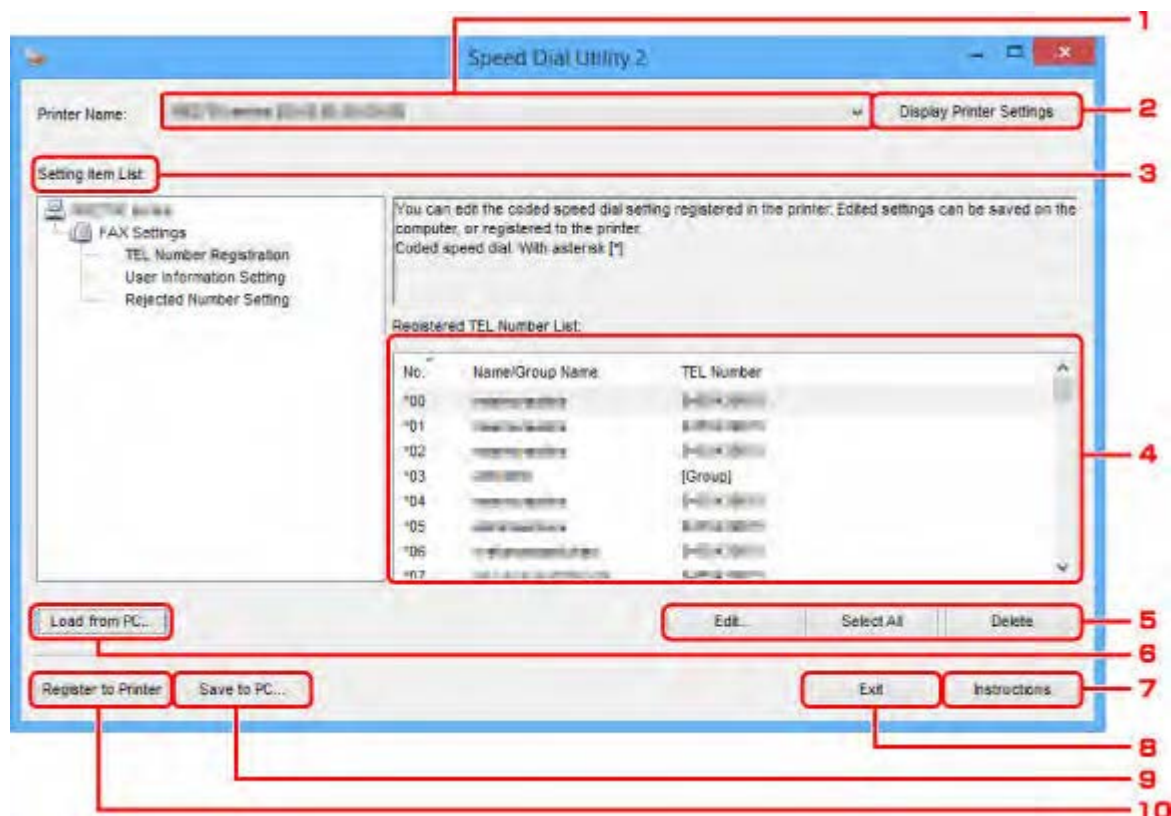 1
Speed Dial Utility 2
Printer Name:
Display Printer Settings
2
Setting Item List:
3
You can edit the coded speed dial setting registered in the printer. Edited settings can be saved on the
computer, or registered to the printer.
Coded speed dial: With asterisk [*]
series
FAX Settings
TEL Number Registration
User Information Setting
Rejected Number Setting
Registered TEL Number List:
No. Name/Group Name TEL Number
*00
*01
*02
*03 [Group]
*04
*05
*06
*07
4
Load from PC...
Edit...
Select All
Delete
5
6
Register to Printer
Save to PC...
Exit
Instructions
7
8
9
10